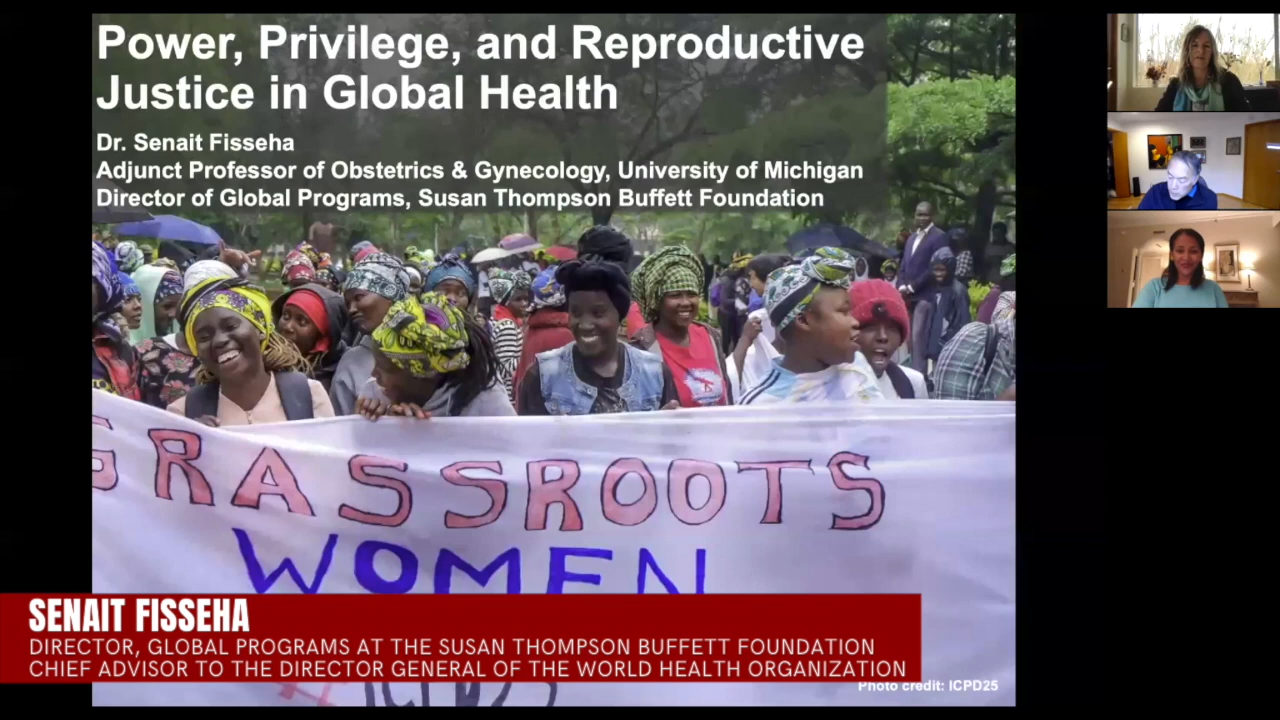 Power, Privilege, and Reproductive
Justice in Global Health
Dr. Senait Fisseha
Adjunct Professor of Obstetrics & Gynecology, University of Michigan
Director of Global Programs, Susan Thompson Buffett Foundation
GRASSROOTS
WOMEN
#ICPD25
SENAIT FISSEHA
DIRECTOR, GLOBAL PROGRAMS AT THE SUSAN THOMPSON BUFFETT FOUNDATION
CHIEF ADVISOR TO THE DIRECTOR GENERAL OF THE WORLD HEALTH ORGANIZATION
Photo credit: ICPD25